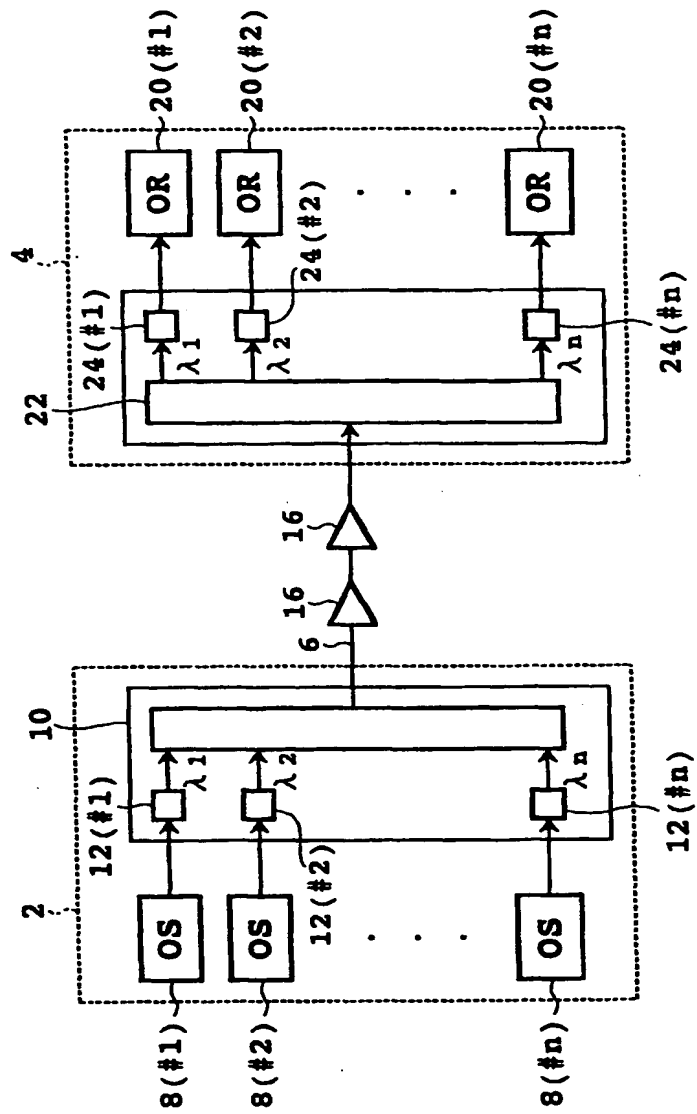 2
8(#1)
OS
12(#1)
λ1
10
8(#2)
OS
12(#2)
λ2
8(#n)
OS
12(#n)
λn
6
16
16
4
22
λ1
24(#1)
OR
20(#1)
λ2
24(#2)
OR
20(#2)
λn
24(#n)
OR
20(#n)